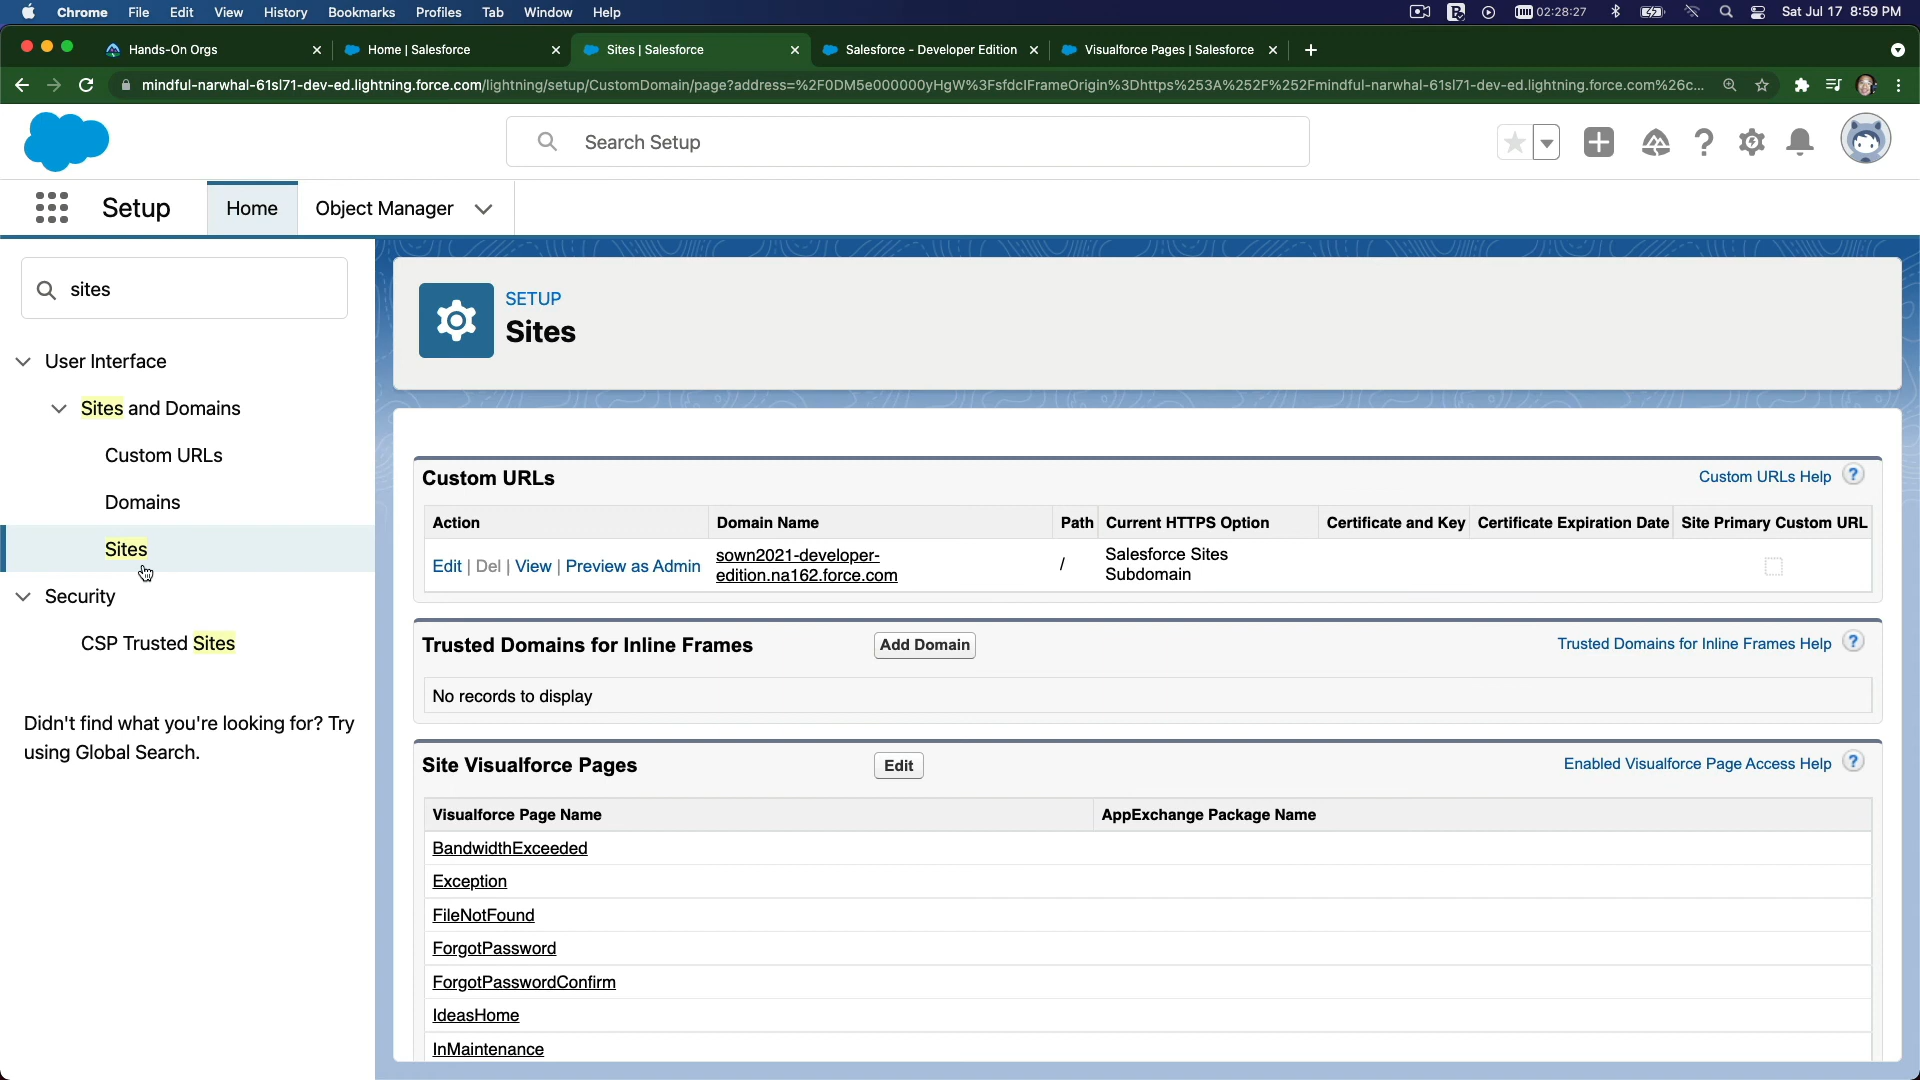 Chrome File Edit View History Bookmarks Profiles Tab Window Help 02:28:27 Sat Jul 17 8:59 PM
Hands-On Orgs Home | Salesforce Sites | Salesforce Salesforce - Developer Edition Visualforce Pages | Salesforce
mindful-narwhal-61sl71-dev-ed.lightning.force.com/lightning/setup/CustomDomain/page?address=%2F0DM5e000000yHgW%3FsfdcIFrameOrigin%3Dhttps%253A%252F%252Fmindful-narwhal-61sl71-dev-ed.lightning.force.com%26c...
Search Setup
Setup Home Object Manager
sites
User Interface
Sites and Domains
Custom URLs
Domains
Sites
Security
CSP Trusted Sites
Didn't find what you're looking for? Try
using Global Search.
SETUP
Sites
Custom URLs Custom URLs Help ?
Action Domain Name Path Current HTTPS Option Certificate and Key Certificate Expiration Date Site Primary Custom URL
Edit | Del | View | Preview as Admin sown2021-developer-
edition.na162.force.com / Salesforce Sites
Subdomain
Trusted Domains for Inline Frames Add Domain Trusted Domains for Inline Frames Help ?
No records to display
Site Visualforce Pages Edit Enabled Visualforce Page Access Help ?
Visualforce Page Name AppExchange Package Name
BandwidthExceeded
Exception
FileNotFound
ForgotPassword
ForgotPasswordConfirm
IdeasHome
InMaintenance